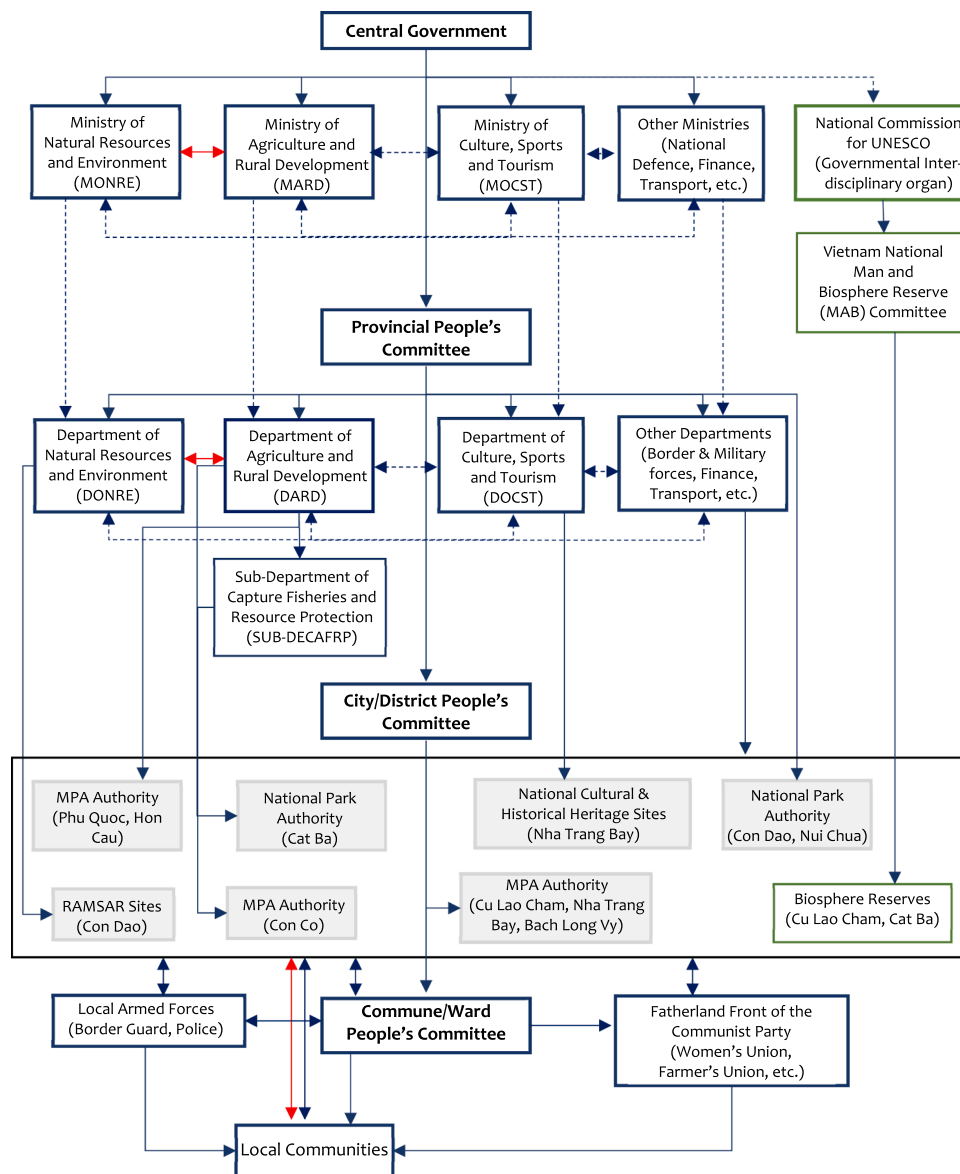 Central Government
Ministry of
Natural Resources
and Environment
(MONRE)
Ministry of
Agriculture and
Rural Development
(MARD)
Ministry of
Culture, Sports
and Tourism
(MOCST)
Other Ministries
(National
Defence, Finance,
Transport, etc.)
National Commission
for UNESCO
(Governmental Inter-
disciplinary organ)
Vietnam National
Man and
Biosphere Reserve
(MAB) Committee
Provincial People's
Committee
Department of
Natural Resources
and Environment
(DONRE)
Department of
Agriculture and
Rural Development
(DARD)
Department of
Culture, Sports
and Tourism
(DOCST)
Other Departments
(Border & Military
forces, Finance,
Transport, etc.)
Sub-Department of
Capture Fisheries and
Resource Protection
(SUB-DECAFRP)
City/District People's
Committee
MPA Authority
(Phu Quoc, Hon
Cau)
National Park
Authority
(Cat Ba)
National Cultural &
Historical Heritage Sites
(Nha Trang Bay)
National Park
Authority
(Con Dao, Nui Chua)
RAMSAR Sites
(Con Dao)
MPA Authority
(Con Co)
MPA Authority
(Cu Lao Cham, Nha Trang
Bay, Bach Long Vy)
Biosphere Reserves
(Cu Lao Cham, Cat Ba)
Local Armed Forces
(Border Guard, Police)
Commune/Ward
People's Committee
Fatherland Front of the
Communist Party
(Women's Union,
Farmer's Union, etc.)
Local Communities